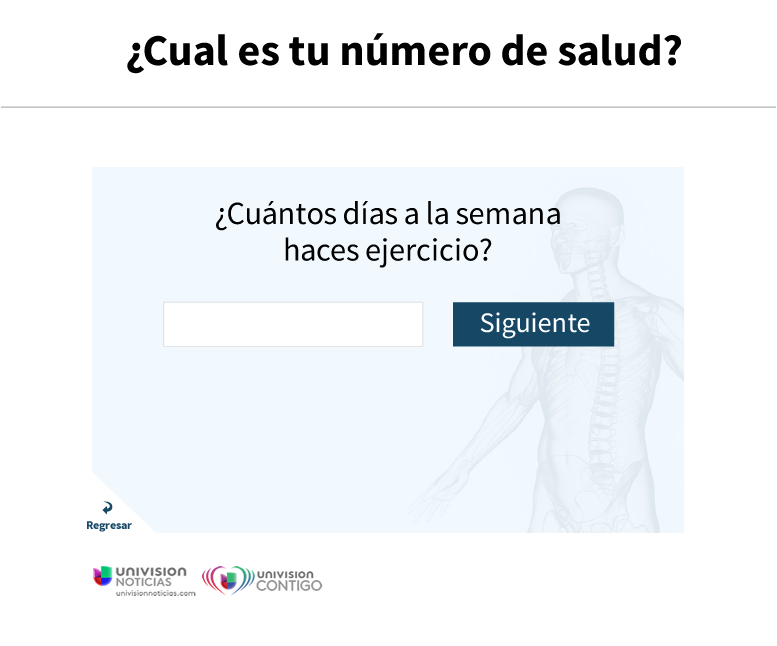 ¿Cual es tu número de salud?
¿Cuántos días a la semana
haces ejercicio?
Siguiente
Regresar
UNIVISION
NOTICIAS
univisionnoticias.com
UNIVISION
CONTIGO